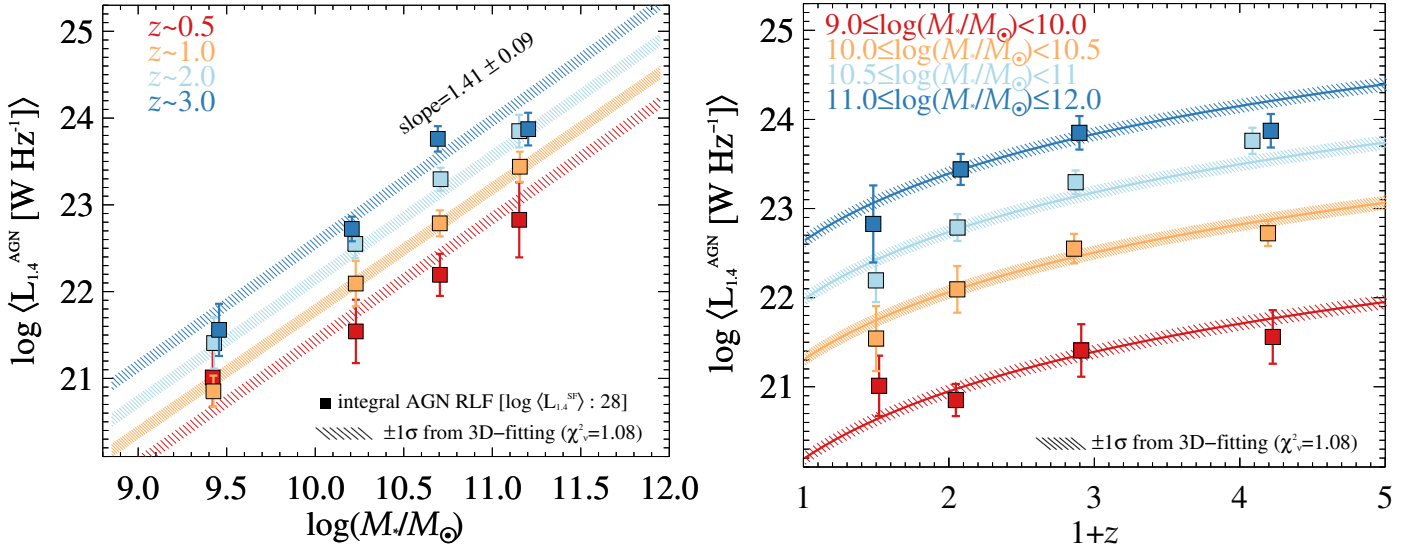 z~0.5
z~1.0
z~2.0
z~3.0
slope=1.41 ± 0.09
25
24
23
22
21
log ⟨L₁.₄ᴬᴳᴺ [W Hz⁻¹]⟩
integral AGN RLF [log ⟨L₁.₄ˢᶠ⟩ : 28]
±1σ from 3D−fitting (χ²ᵥ=1.08)
9.0 9.5 10.0 10.5 11.0 11.5 12.0
log(M*/M⊙)
9.0≤log(M*/M⊙)<10.0
10.0≤log(M*/M⊙)<10.5
10.5≤log(M*/M⊙)<11
11.0≤log(M*/M⊙)≤12.0
25
24
23
22
21
log ⟨L₁.₄ᴬᴳᴺ [W Hz⁻¹]⟩
±1σ from 3D−fitting (χ²ᵥ=1.08)
1 2 3 4 5
1+z